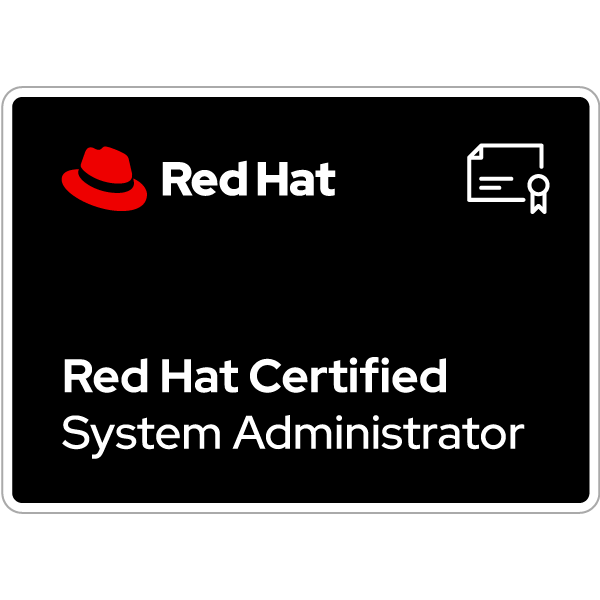 Red Hat
Red Hat Certified
System Administrator